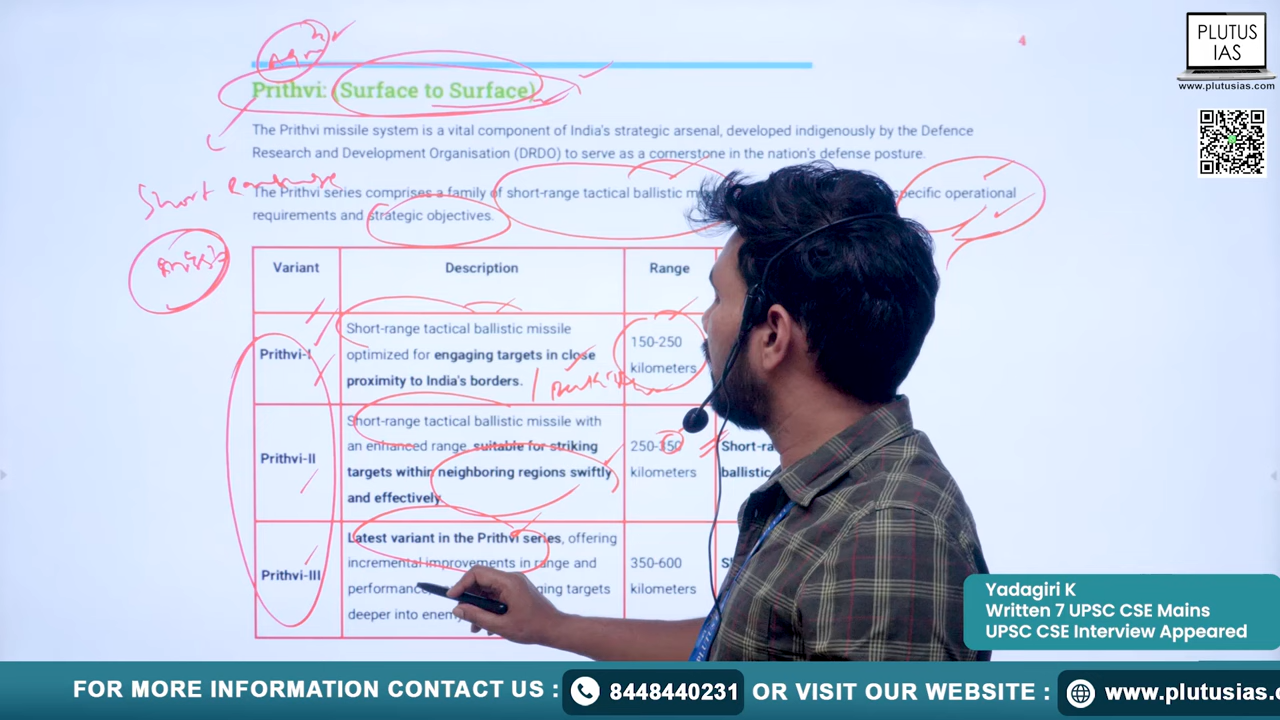 PLUTUS
IAS
www.plutusias.com
Prithvi: (Surface to Surface)
The Prithvi missile system is a vital component of India's strategic arsenal, developed indigenously by the Defence
Research and Development Organisation (DRDO) to serve as a cornerstone in the nation's defense posture.
Short
The Prithvi series comprises a family of short-range tactical ballistic specific operational
requirements and strategic objectives.
Variant Description Range
Prithvi-I
Short-range tactical ballistic missile
optimized for engaging targets in close
proximity to India's borders.
150-250
kilometers
Prithvi-II
Short-range tactical ballistic missile with
an enhanced range, suitable for striking
targets within neighboring regions swiftly
and effectively.
250-350
kilometers
Short-ra
ballistic
Prithvi-III
Latest variant in the Prithvi series, offering
incremental improvements in range and
performance, targets
deeper into
350-600
kilometers
Yadagiri K
Written 7 UPSC CSE Mains
UPSC CSE Interview Appeared
FOR MORE INFORMATION CONTACT US : 8448440231 OR VISIT OUR WEBSITE : www.plutusias.c